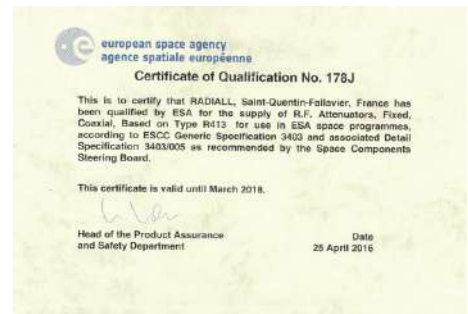 european space agency
agence spatiale européenne
Certificate of Qualification No. 178J
This is to certify that RADIALL, Saint-Quentin-Fallavier, France has
been qualified by ESA for the supply of R.F. Attenuators, Fixed,
Coaxial, Based on Type R413 for use in ESA space programmes,
according to ESCC Generic Specification 3403 and associated Detail
Specification 3403/005 as recommended by the Space Components
Steering Board.
This certificate is valid until March 2018.
Head of the Product Assurance
and Safety Department
Date
25 April 2016